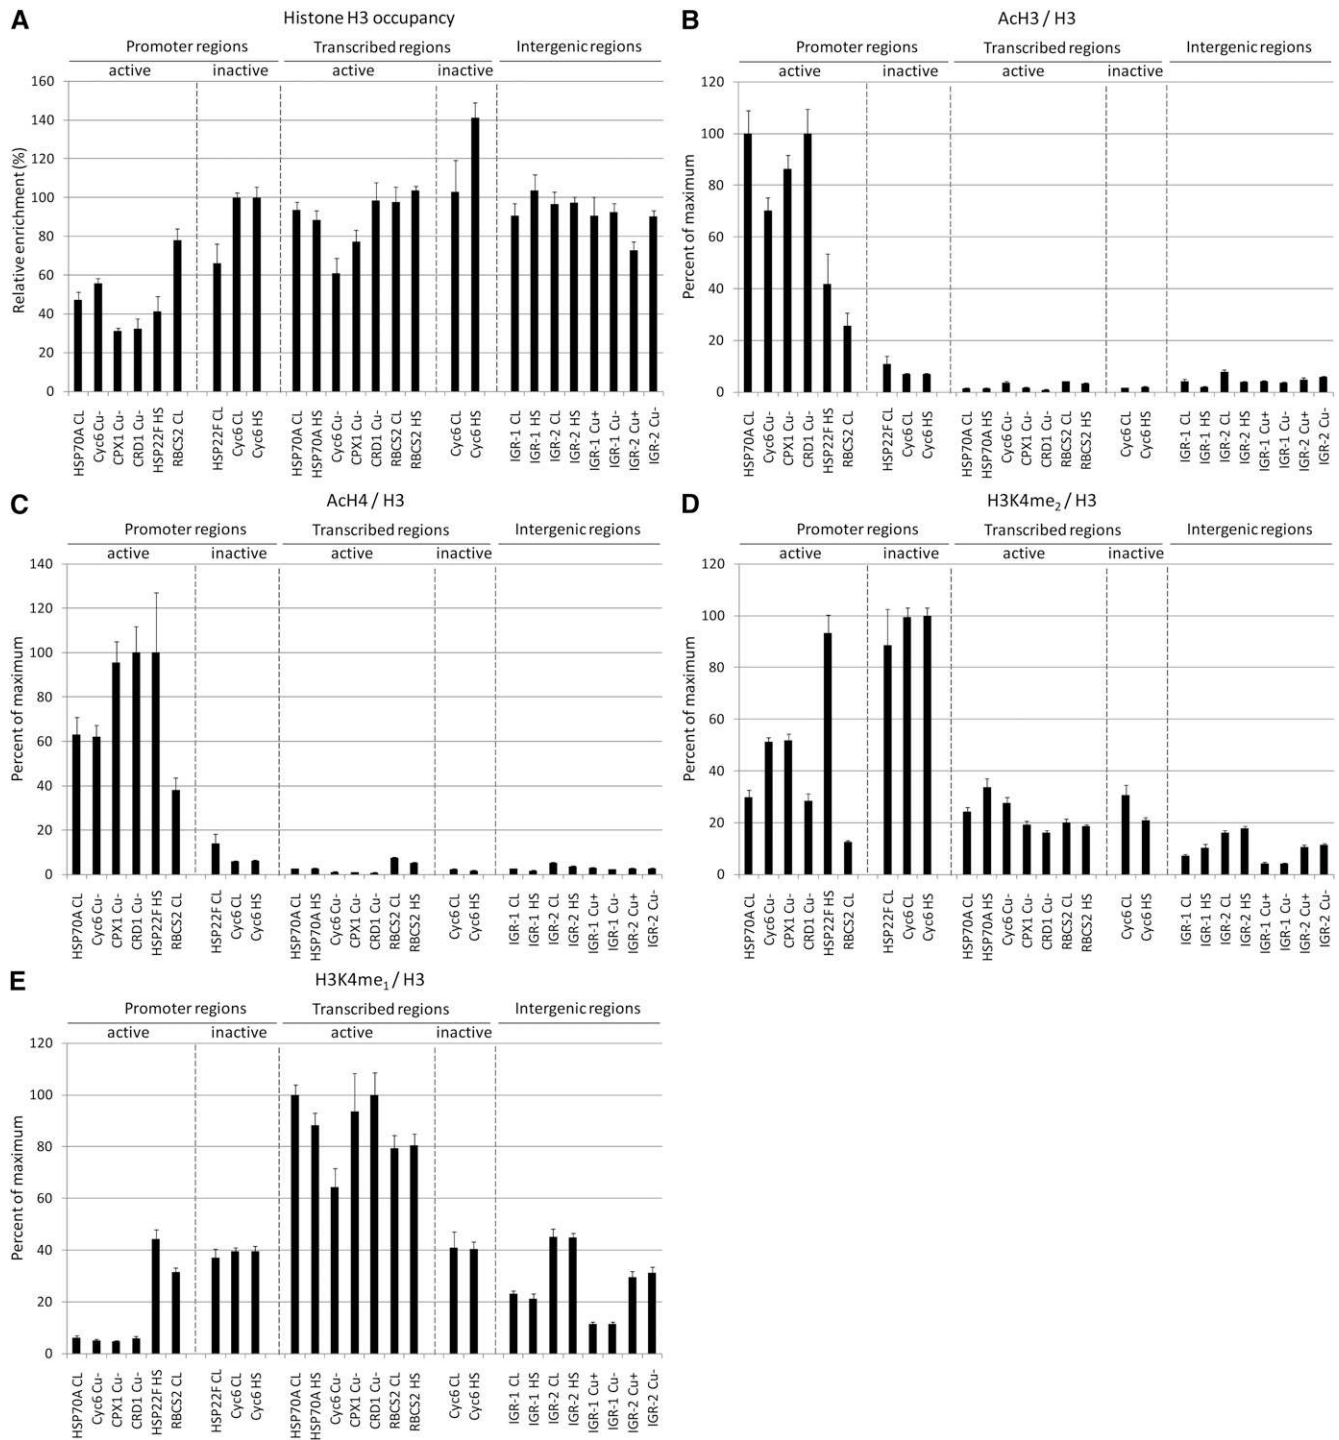 A
Histone H3 occupancy
Promoter regions
Transcribed regions
Intergenic regions
active
inactive
active
inactive
Relative enrichment (%)
160
140
120
100
80
60
40
20
0
HSP70A CL
Cyc6 Cu-
CPX1 Cu-
CRD1 Cu-
HSP22F HS
RBCS2 CL
HSP22F CL
Cyc6 CL
Cyc6 HS
HSP70A CL
HSP70A HS
Cyc6 Cu-
CPX1 Cu-
CRD1 Cu-
RBCS2 CL
RBCS2 HS
Cyc6 CL
Cyc6 HS
IGR-1 CL
IGR-1 HS
IGR-2 CL
IGR-2 HS
IGR-1 Cu+
IGR-1 Cu-
IGR-2 Cu+
IGR-2 Cu-
B
AcH3 / H3
Promoter regions
Transcribed regions
Intergenic regions
active
inactive
active
inactive
Percent of maximum
120
100
80
60
40
20
0
HSP70A CL
Cyc6 Cu-
CPX1 Cu-
CRD1 Cu-
HSP22F HS
RBCS2 CL
HSP22F CL
Cyc6 CL
Cyc6 HS
HSP70A CL
HSP70A HS
Cyc6 Cu-
CPX1 Cu-
CRD1 Cu-
RBCS2 CL
RBCS2 HS
Cyc6 CL
Cyc6 HS
IGR-1 CL
IGR-1 HS
IGR-2 CL
IGR-2 HS
IGR-1 Cu+
IGR-1 Cu-
IGR-2 Cu+
IGR-2 Cu-
C
AcH4 / H3
Promoter regions
Transcribed regions
Intergenic regions
active
inactive
active
inactive
Percent of maximum
140
120
100
80
60
40
20
0
HSP70A CL
Cyc6 Cu-
CPX1 Cu-
CRD1 Cu-
HSP22F HS
RBCS2 CL
HSP22F CL
Cyc6 CL
Cyc6 HS
HSP70A CL
HSP70A HS
Cyc6 Cu-
CPX1 Cu-
CRD1 Cu-
RBCS2 CL
RBCS2 HS
Cyc6 CL
Cyc6 HS
IGR-1 CL
IGR-1 HS
IGR-2 CL
IGR-2 HS
IGR-1 Cu+
IGR-1 Cu-
IGR-2 Cu+
IGR-2 Cu-
D
H3K4me₂ / H3
Promoter regions
Transcribed regions
Intergenic regions
active
inactive
active
inactive
Percent of maximum
120
100
80
60
40
20
0
HSP70A CL
Cyc6 Cu-
CPX1 Cu-
CRD1 Cu-
HSP22F HS
RBCS2 CL
HSP22F CL
Cyc6 CL
Cyc6 HS
HSP70A CL
HSP70A HS
Cyc6 Cu-
CPX1 Cu-
CRD1 Cu-
RBCS2 CL
RBCS2 HS
Cyc6 CL
Cyc6 HS
IGR-1 CL
IGR-1 HS
IGR-2 CL
IGR-2 HS
IGR-1 Cu+
IGR-1 Cu-
IGR-2 Cu+
IGR-2 Cu-
E
H3K4me₁ / H3
Promoter regions
Transcribed regions
Intergenic regions
active
inactive
active
inactive
Percent of maximum
120
100
80
60
40
20
0
HSP70A CL
Cyc6 Cu-
CPX1 Cu-
CRD1 Cu-
HSP22F HS
RBCS2 CL
HSP22F CL
Cyc6 CL
Cyc6 HS
HSP70A CL
HSP70A HS
Cyc6 Cu-
CPX1 Cu-
CRD1 Cu-
RBCS2 CL
RBCS2 HS
Cyc6 CL
Cyc6 HS
IGR-1 CL
IGR-1 HS
IGR-2 CL
IGR-2 HS
IGR-1 Cu+
IGR-1 Cu-
IGR-2 Cu+
IGR-2 Cu-